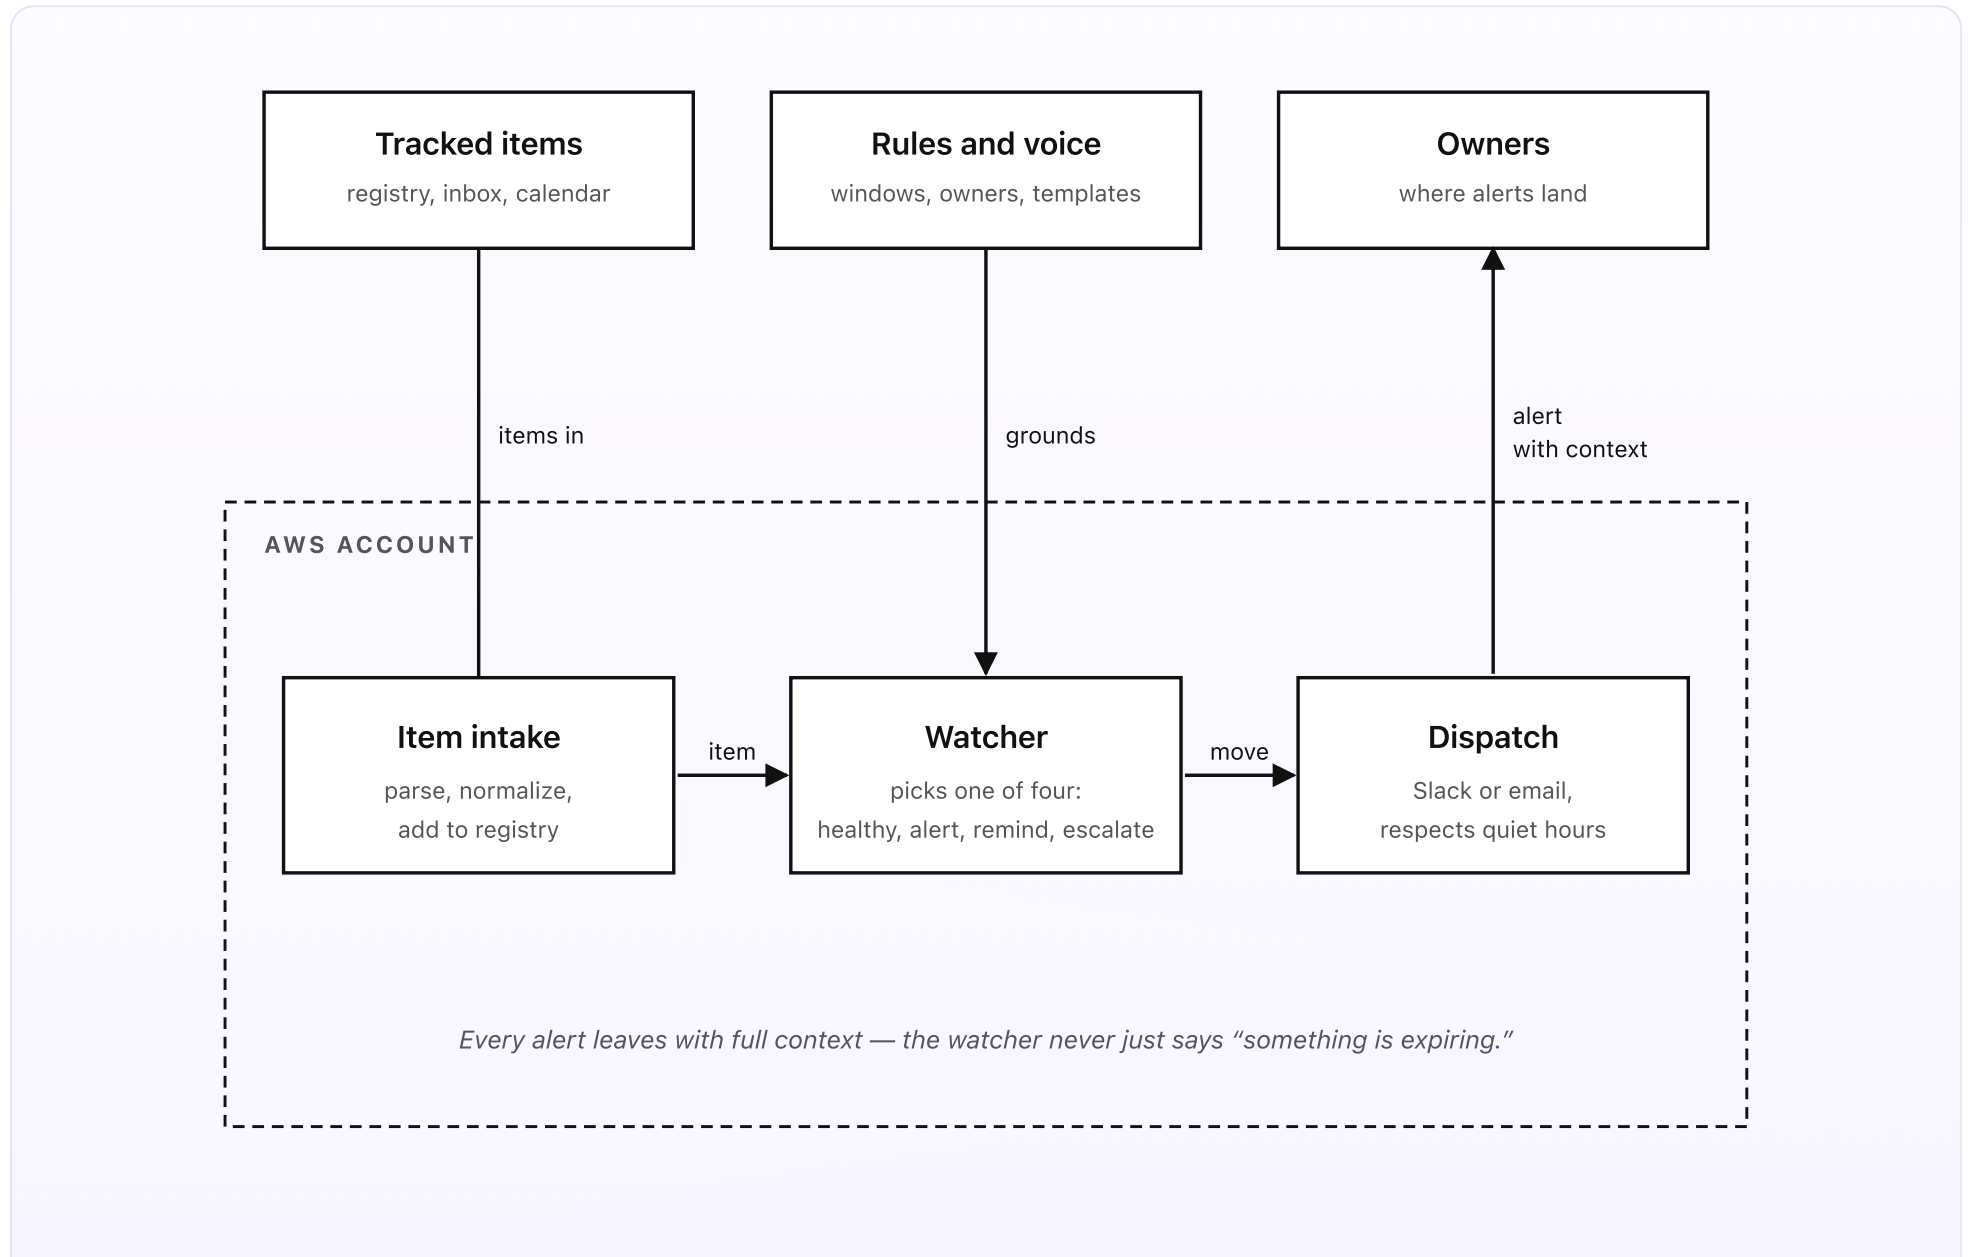 Tracked items
registry, inbox, calendar
Rules and voice
windows, owners, templates
Owners
where alerts land
items in
grounds
alert
with context
AWS ACCOUNT
Item intake
parse, normalize,
add to registry
item
Watcher
picks one of four:
healthy, alert, remind, escalate
move
Dispatch
Slack or email,
respects quiet hours
Every alert leaves with full context — the watcher never just says “something is expiring.”